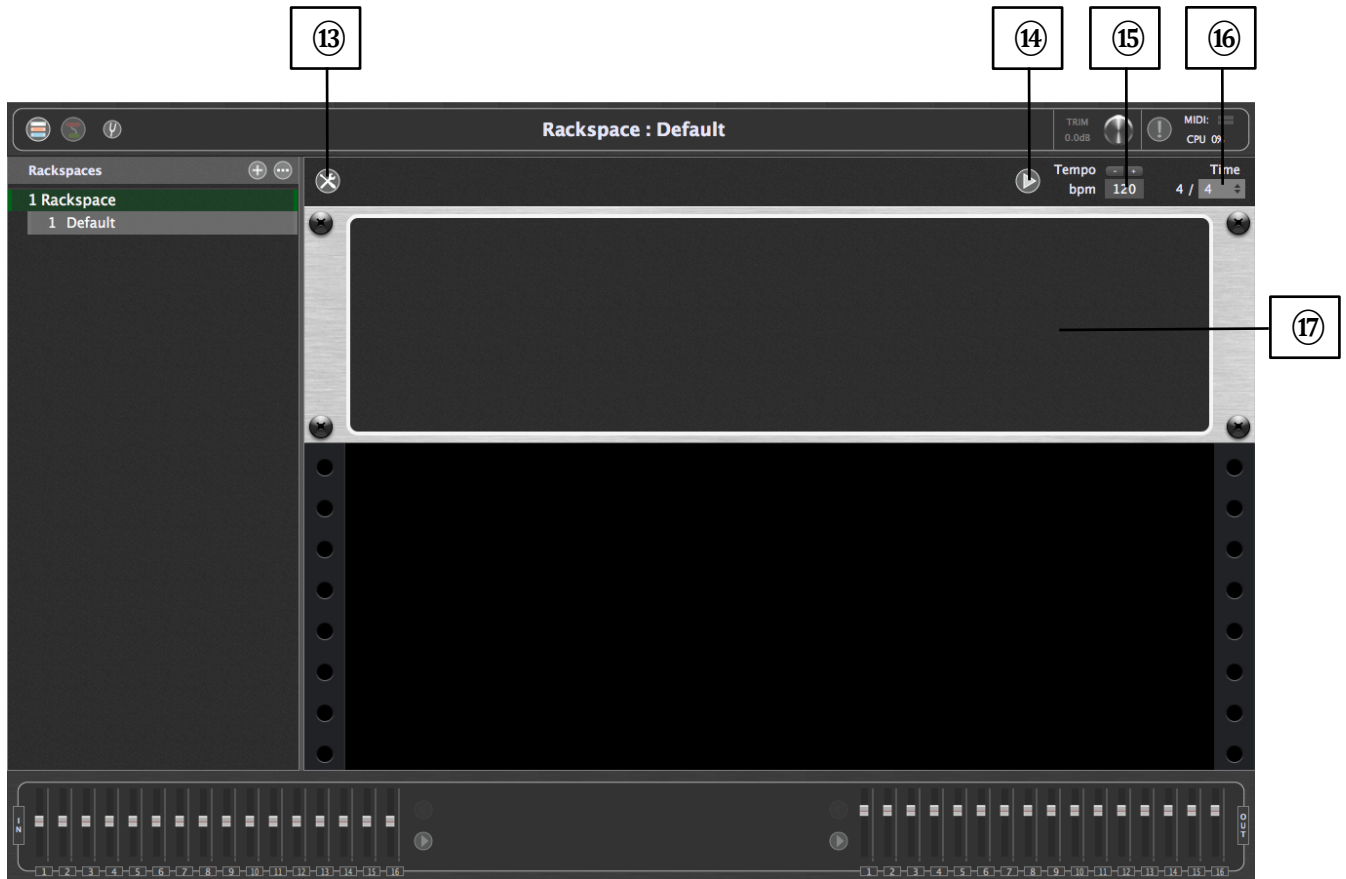 ⑬ ⑭ ⑮ ⑯
Rackspace : Default
TRIM
0.0dB
MIDI:
CPU 0%
Rackspaces
Tempo - + Time
bpm 120 4 / 4
1 Rackspace
1 Default
⑰
IN
1 2 3 4 5 6 7 8 9 10 11 12 13 14 15 16
1 2 3 4 5 6 7 8 9 10 11 12 13 14 15 16
OUT